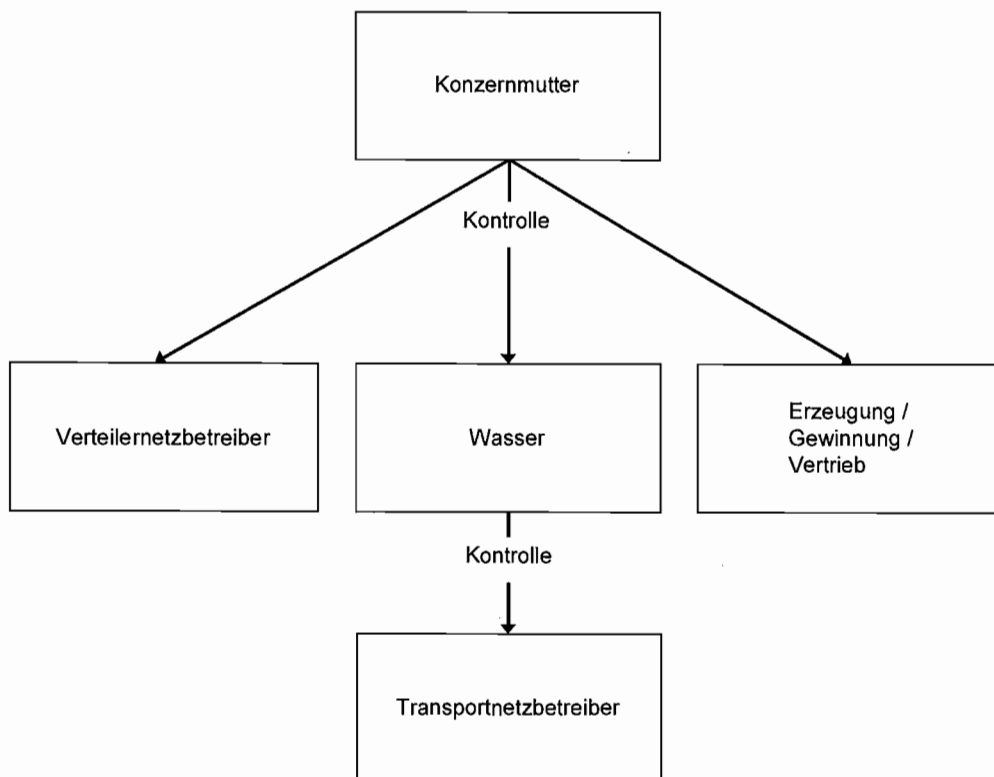 Konzernmutter
Kontrolle
Verteilernetzbetreiber
Wasser
Erzeugung /
Gewinnung /
Vertrieb
Kontrolle
Transportnetzbetreiber